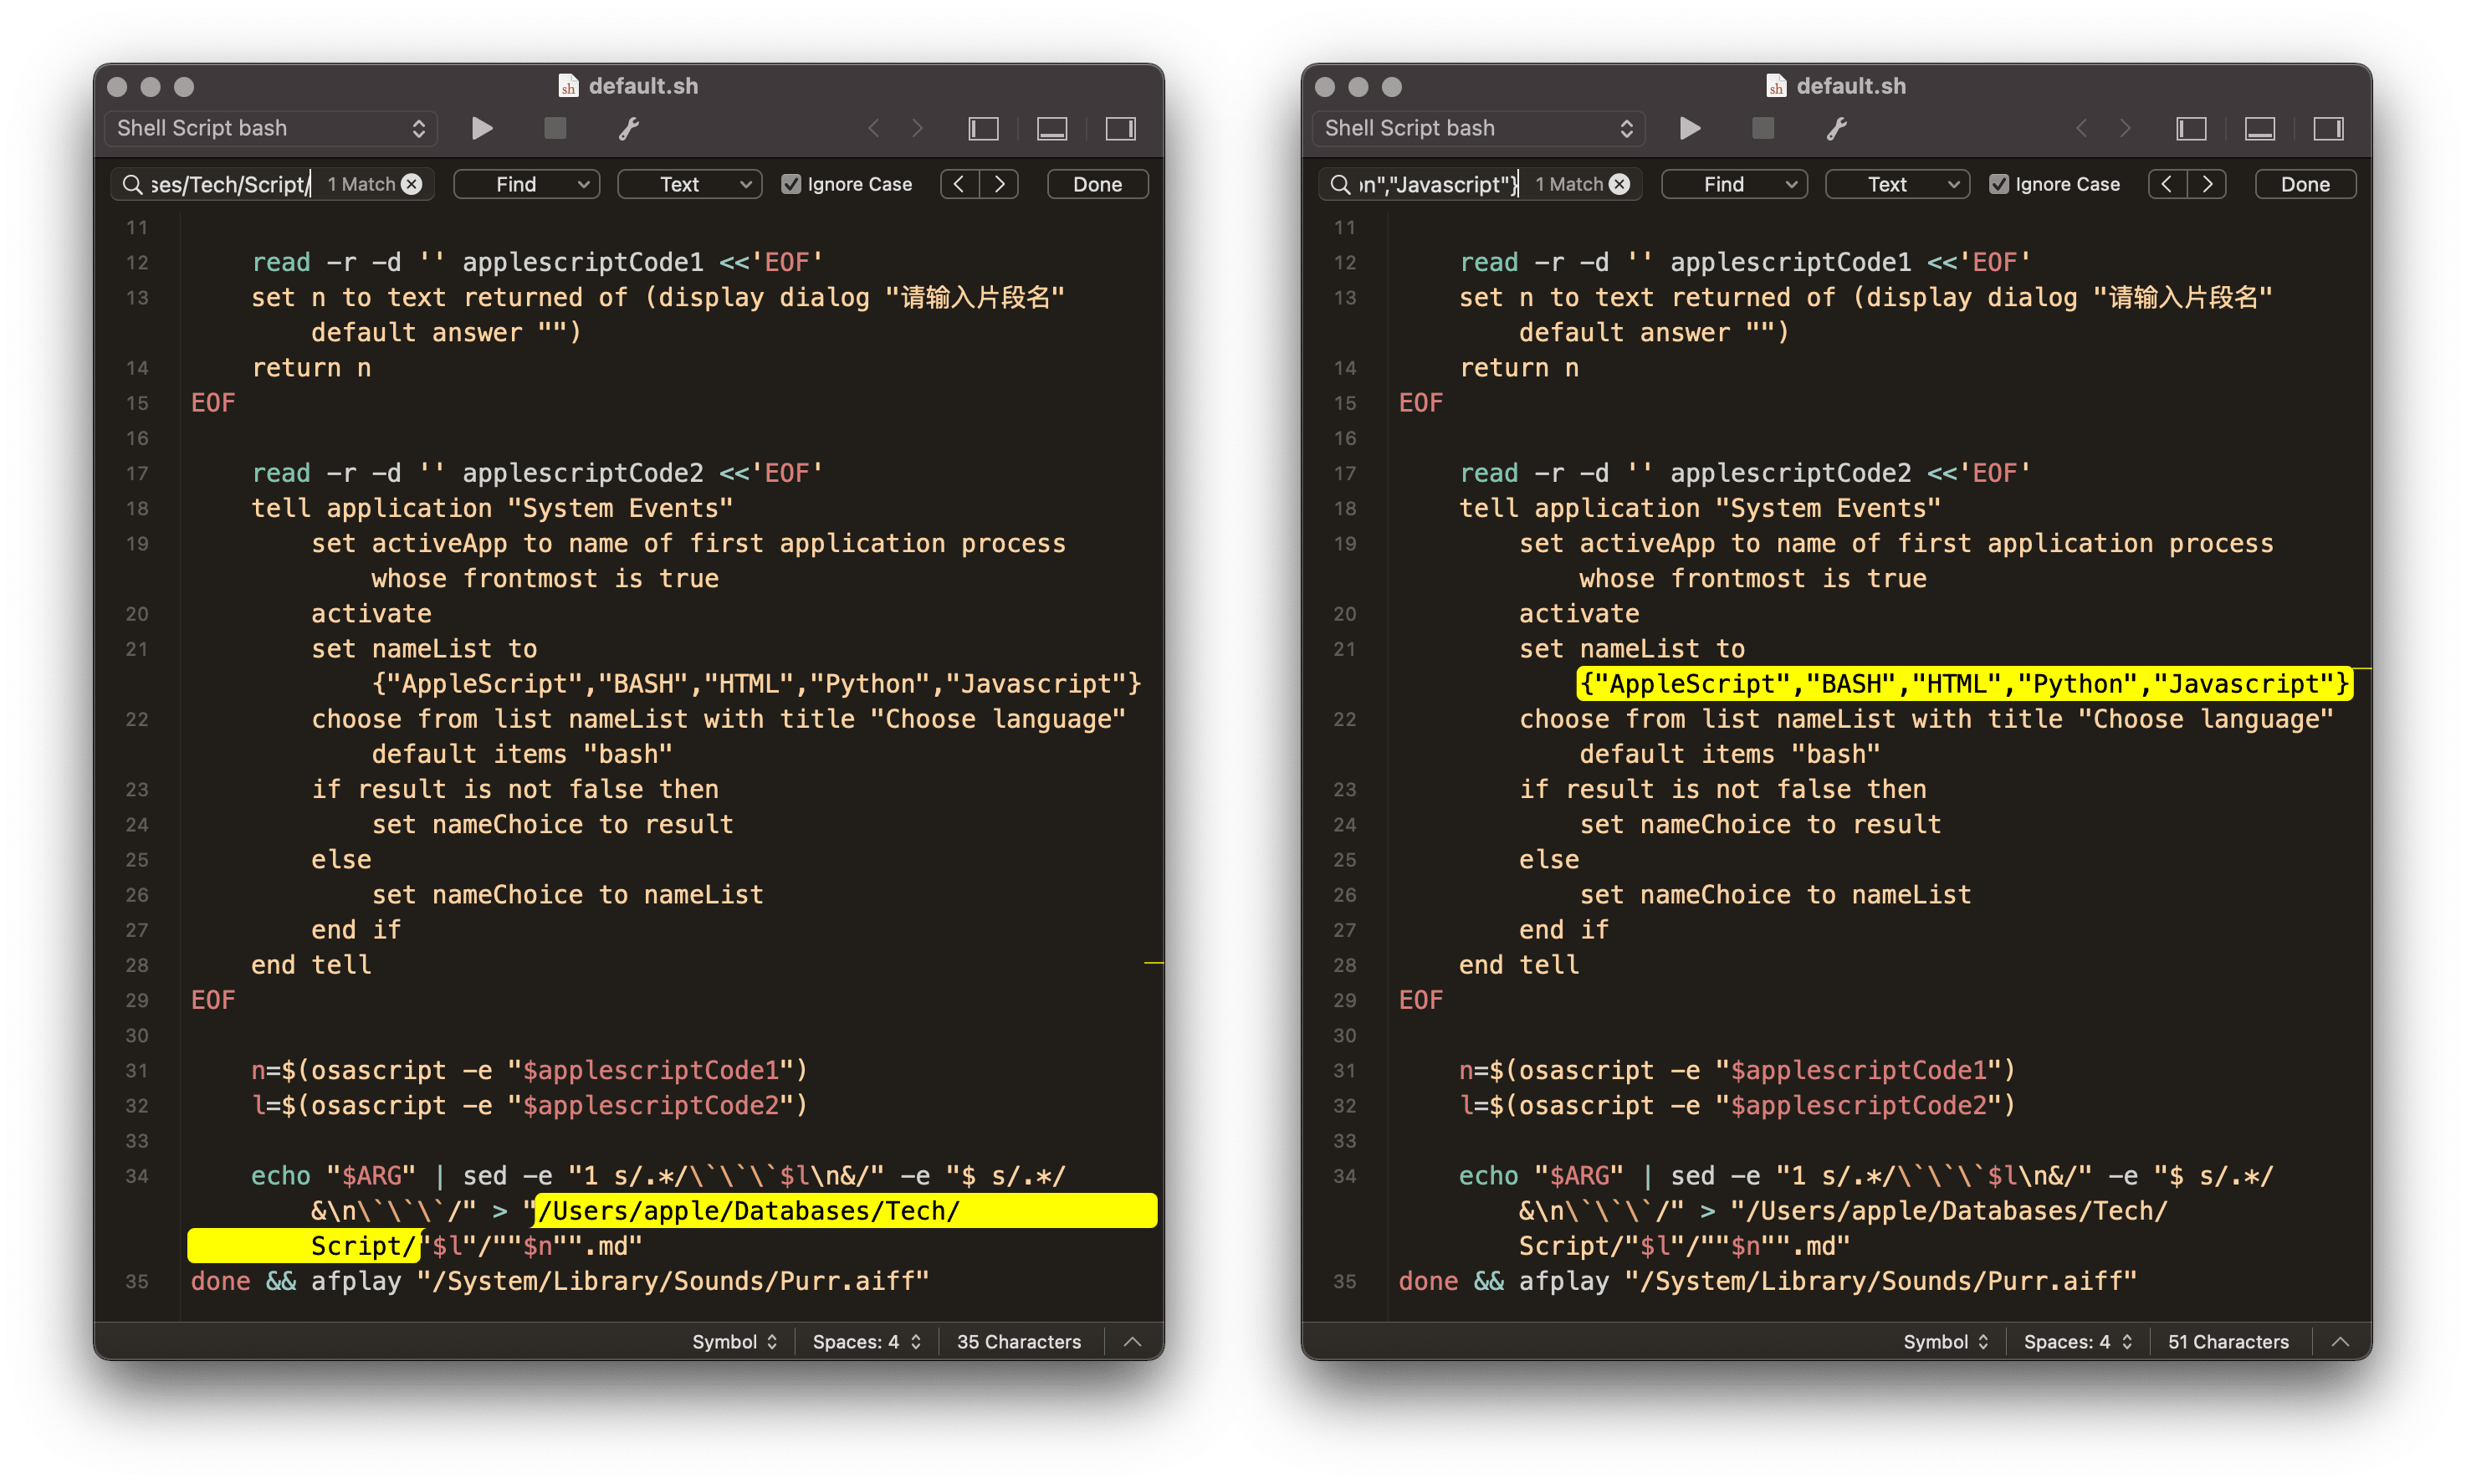 default.sh
Shell Script bash
ses/Tech/Script/ 1 Match Find Text Ignore Case Done
11
12 read -r -d '' applescriptCode1 <<'EOF'
13 set n to text returned of (display dialog "请输入片段名"
default answer "")
14 return n
15 EOF
16
17 read -r -d '' applescriptCode2 <<'EOF'
18 tell application "System Events"
19 set activeApp to name of first application process
whose frontmost is true
20 activate
21 set nameList to
{"AppleScript","BASH","HTML","Python","Javascript"}
22 choose from list nameList with title "Choose language"
default items "bash"
23 if result is not false then
24 set nameChoice to result
25 else
26 set nameChoice to nameList
27 end if
28 end tell
29 EOF
30
31 n=$(osascript -e "$applescriptCode1")
32 l=$(osascript -e "$applescriptCode2")
33
34 echo "$ARG" | sed -e "1 s/.*/\`\`\`$l\n&/" -e "$ s/.*/
&\n\`\`\`/" > "/Users/apple/Databases/Tech/
Script/"$l"/""$n"".md"
35 done && afplay "/System/Library/Sounds/Purr.aiff"
Symbol Spaces: 4 35 Characters
default.sh
Shell Script bash
n","Javascript"} 1 Match Find Text Ignore Case Done
11
12 read -r -d '' applescriptCode1 <<'EOF'
13 set n to text returned of (display dialog "请输入片段名"
default answer "")
14 return n
15 EOF
16
17 read -r -d '' applescriptCode2 <<'EOF'
18 tell application "System Events"
19 set activeApp to name of first application process
whose frontmost is true
20 activate
21 set nameList to
{"AppleScript","BASH","HTML","Python","Javascript"}
22 choose from list nameList with title "Choose language"
default items "bash"
23 if result is not false then
24 set nameChoice to result
25 else
26 set nameChoice to nameList
27 end if
28 end tell
29 EOF
30
31 n=$(osascript -e "$applescriptCode1")
32 l=$(osascript -e "$applescriptCode2")
33
34 echo "$ARG" | sed -e "1 s/.*/\`\`\`$l\n&/" -e "$ s/.*/
&\n\`\`\`/" > "/Users/apple/Databases/Tech/
Script/"$l"/""$n"".md"
35 done && afplay "/System/Library/Sounds/Purr.aiff"
Symbol Spaces: 4 51 Characters